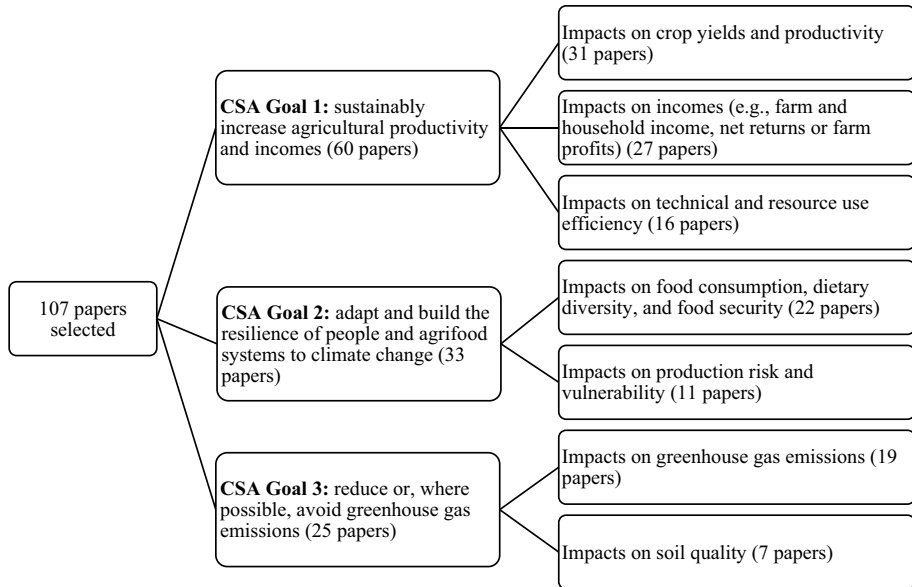 107 papers
selected
CSA Goal 1: sustainably
increase agricultural productivity
and incomes (60 papers)
CSA Goal 2: adapt and build the
resilience of people and agrifood
systems to climate change (33
papers)
CSA Goal 3: reduce or, where
possible, avoid greenhouse gas
emissions (25 papers)
Impacts on crop yields and productivity
(31 papers)
Impacts on incomes (e.g., farm and
household income, net returns or farm
profits) (27 papers)
Impacts on technical and resource use
efficiency (16 papers)
Impacts on food consumption, dietary
diversity, and food security (22 papers)
Impacts on production risk and
vulnerability (11 papers)
Impacts on greenhouse gas emissions (19
papers)
Impacts on soil quality (7 papers)